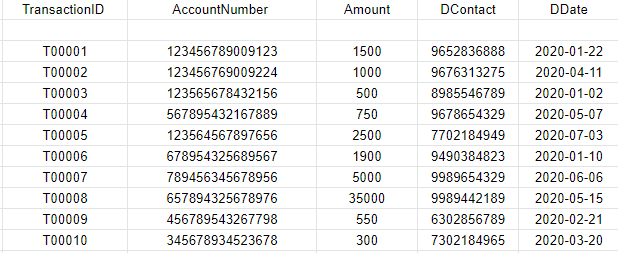 TransactionID AccountNumber Amount DContact DDate
T00001 123456789009123 1500 9652836888 2020-01-22
T00002 123456769009224 1000 9676313275 2020-04-11
T00003 123565678432156 500 8985546789 2020-01-02
T00004 567895432167889 750 9678654329 2020-05-07
T00005 123564567897656 2500 7702184949 2020-07-03
T00006 678954325689567 1900 9490384823 2020-01-10
T00007 789456345678956 5000 9989654329 2020-06-06
T00008 657894325678976 35000 9989442189 2020-05-15
T00009 456789543267798 550 6302856789 2020-02-21
T00010 345678934523678 300 7302184965 2020-03-20